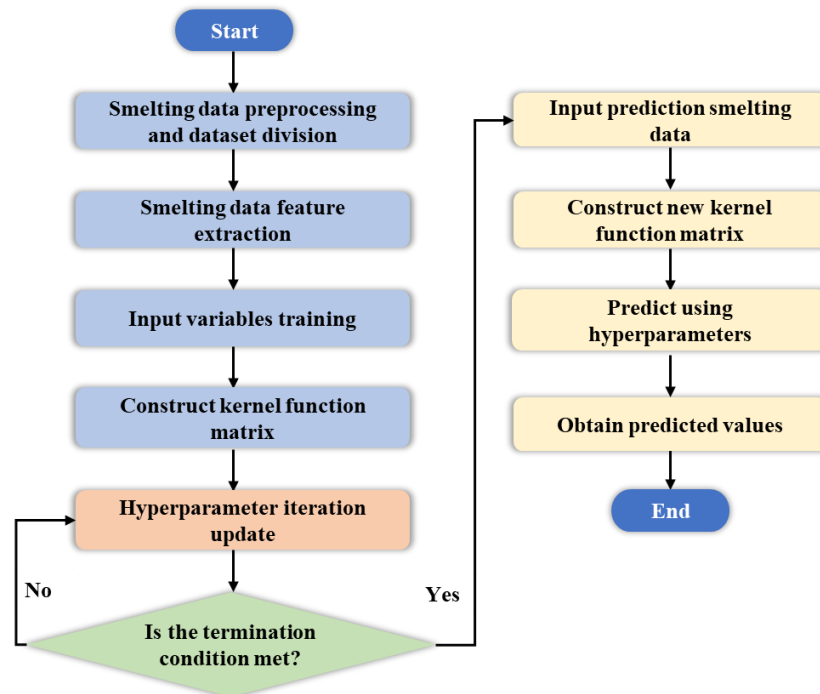 Start
Smelting data preprocessing
and dataset division
Smelting data feature
extraction
Input variables training
Construct kernel function
matrix
Hyperparameter iteration
update
No
Is the termination
condition met?
Yes
Input prediction smelting
data
Construct new kernel
function matrix
Predict using
hyperparameters
Obtain predicted values
End